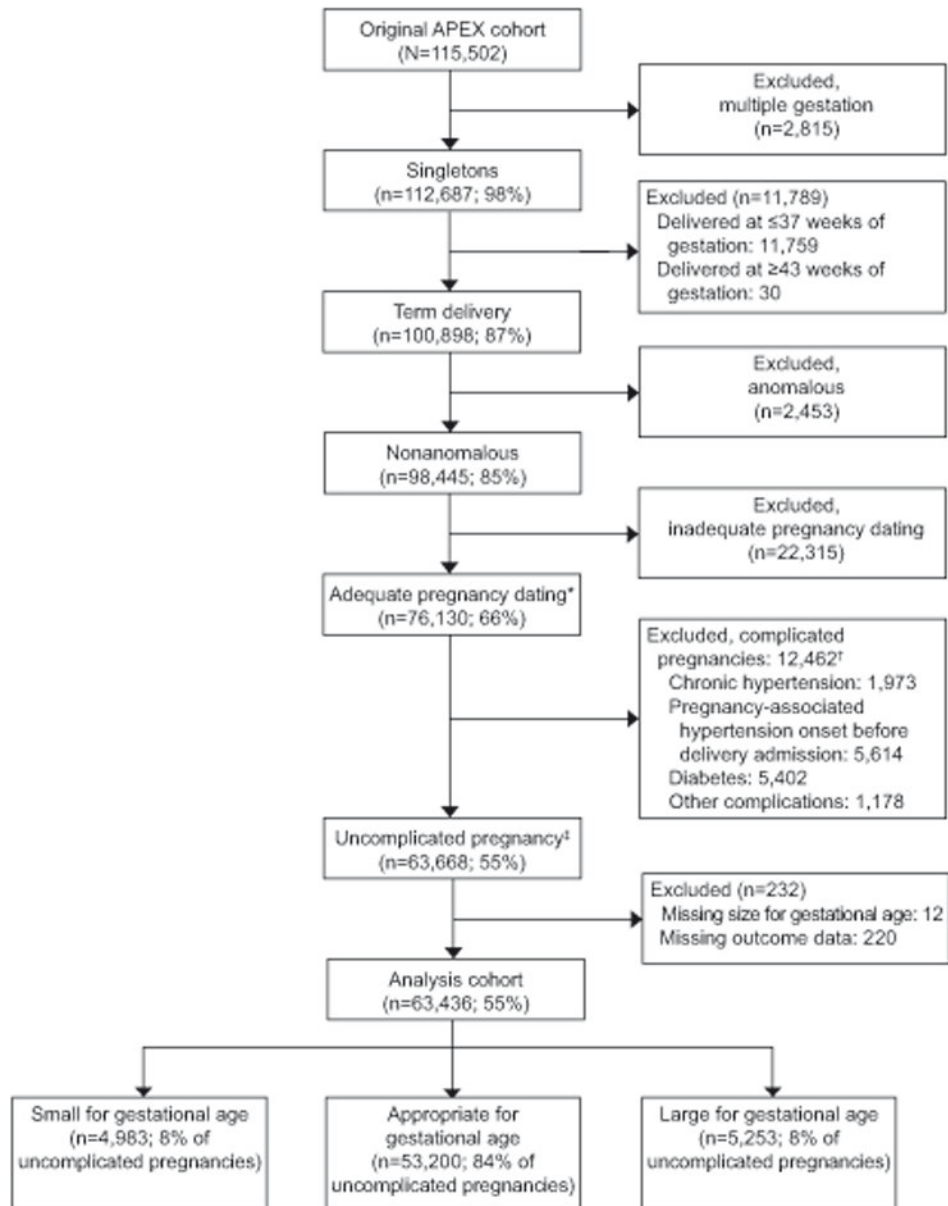 Original APEX cohort
(N=115,502)
Excluded,
multiple gestation
(n=2,815)
Singletons
(n=112,687; 98%)
Excluded (n=11,789)
Delivered at ≤37 weeks of
gestation: 11,759
Delivered at ≥43 weeks of
gestation: 30
Term delivery
(n=100,898; 87%)
Excluded,
anomalous
(n=2,453)
Nonanomalous
(n=98,445; 85%)
Excluded,
inadequate pregnancy dating
(n=22,315)
Adequate pregnancy dating*
(n=76,130; 66%)
Excluded, complicated
pregnancies: 12,462†
Chronic hypertension: 1,973
Pregnancy-associated
hypertension onset before
delivery admission: 5,614
Diabetes: 5,402
Other complications: 1,178
Uncomplicated pregnancy‡
(n=63,668; 55%)
Excluded (n=232)
Missing size for gestational age: 12
Missing outcome data: 220
Analysis cohort
(n=63,436; 55%)
Small for gestational age
(n=4,983; 8% of
uncomplicated pregnancies)
Appropriate for
gestational age
(n=53,200; 84% of
uncomplicated pregnancies)
Large for gestational age
(n=5,253; 8% of
uncomplicated pregnancies)